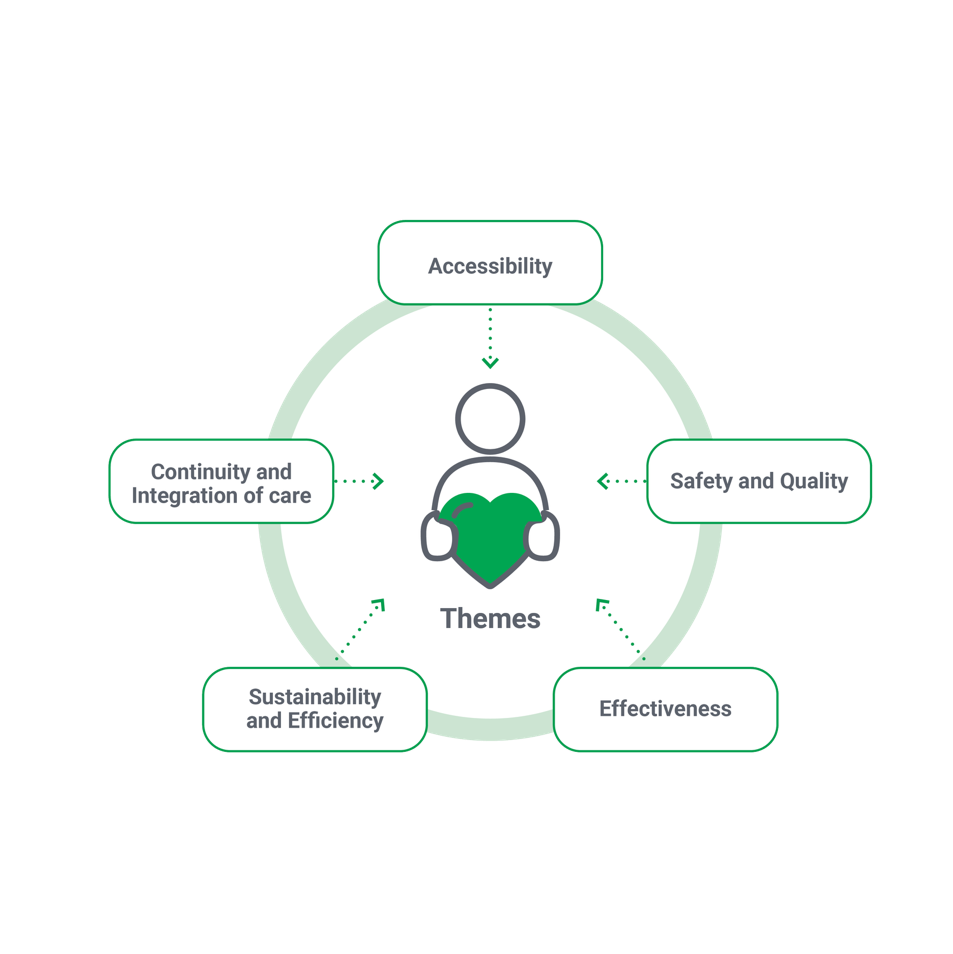 Accessibility
Continuity and
Integration of care
Safety and Quality
Themes
Sustainability
and Efficiency
Effectiveness